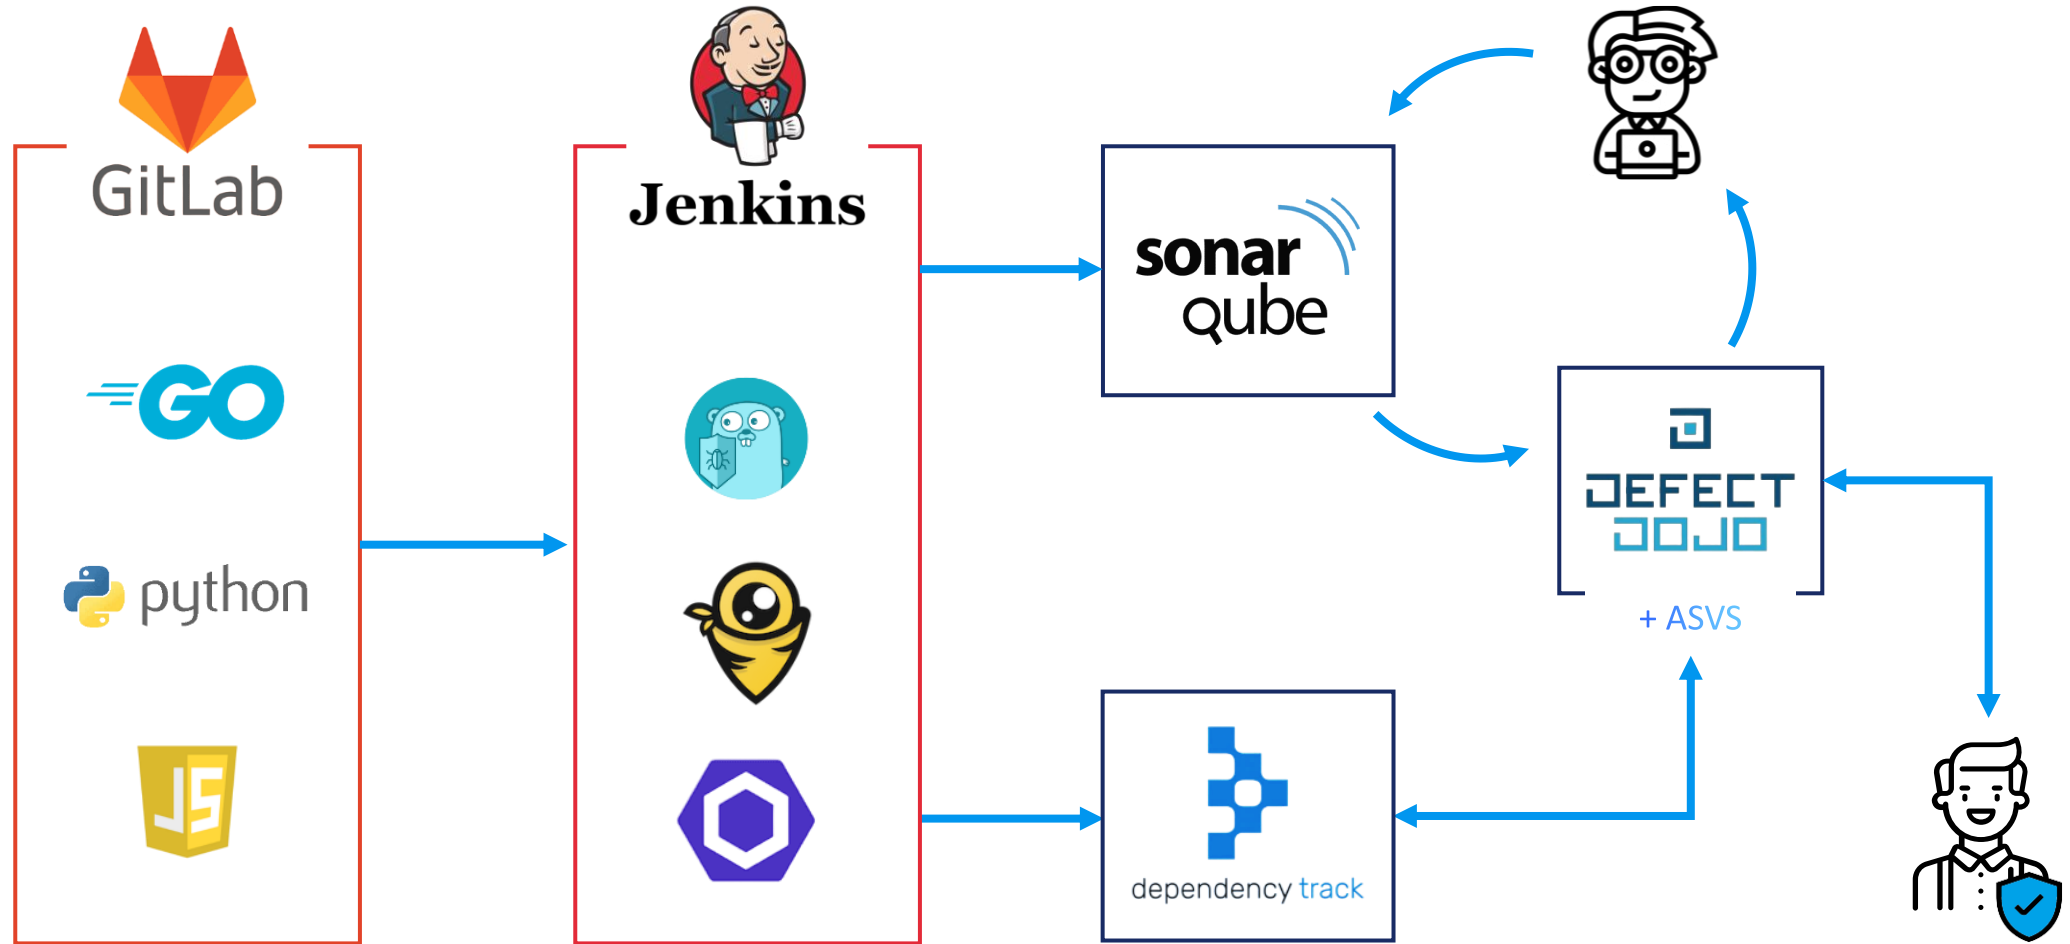 GitLab
GO
python
JS
Jenkins
sonar
qube
DEFECT
DOJO
+ ASVS
dependency track